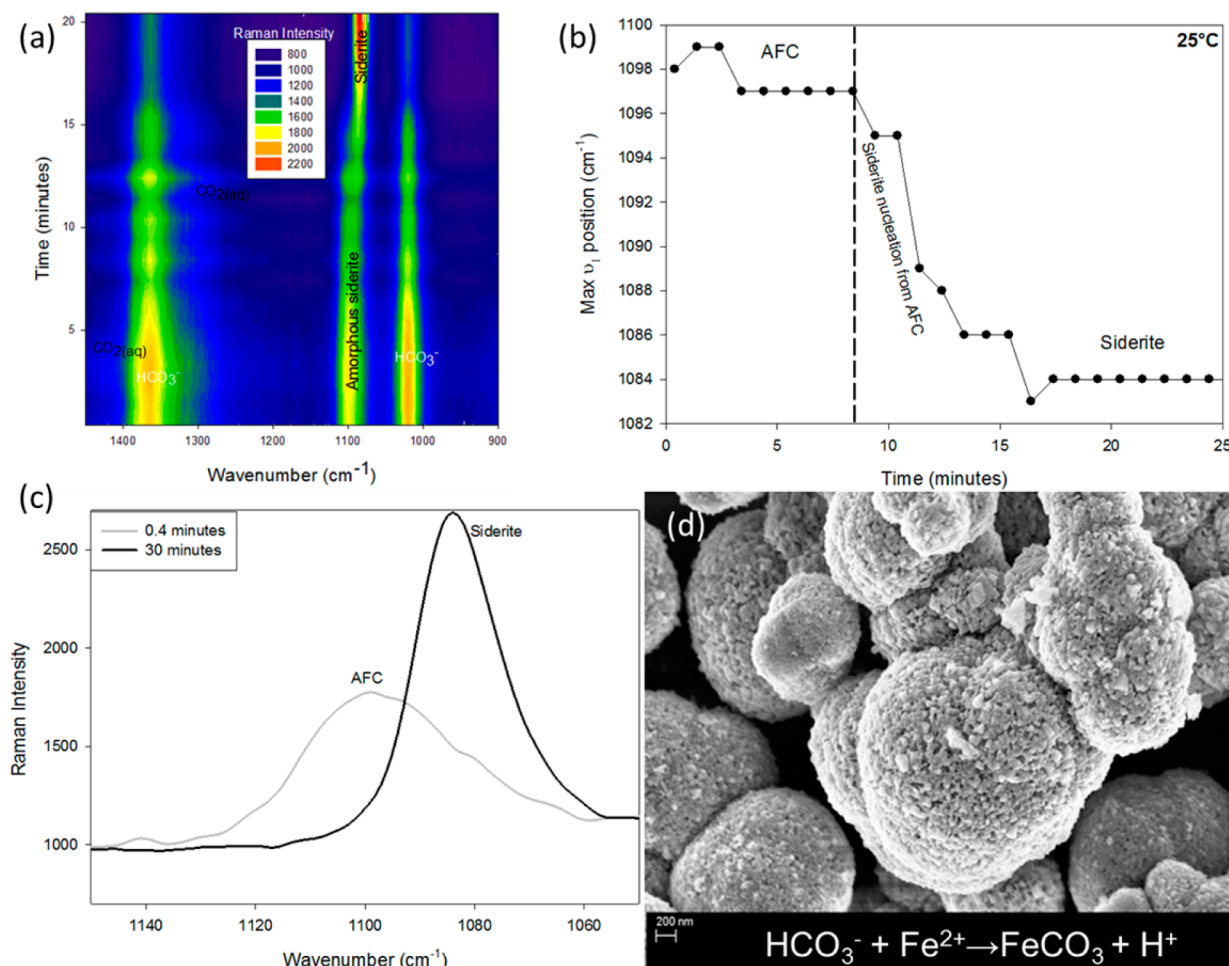 (a)
Raman Intensity
800
1000
1200
1400
1600
1800
2000
2200
CO2(aq)
Siderite
CO2(aq)
HCO3-
Amorphous siderite
HCO3-
20
15
10
5
Time (minutes)
1400 1300 1200 1100 1000 900
Wavenumber (cm-1)
(b)
25°C
AFC
Siderite nucleation from AFC
Siderite
1100
1098
1096
1094
1092
1090
1088
1086
1084
1082
Max υ1 position (cm-1)
0 5 10 15 20 25
Time (minutes)
(c)
0.4 minutes
30 minutes
Siderite
AFC
2500
2000
1500
1000
Raman Intensity
1140 1120 1100 1080 1060
Wavenumber (cm-1)
(d)
200 nm
HCO3- + Fe2+→FeCO3 + H+